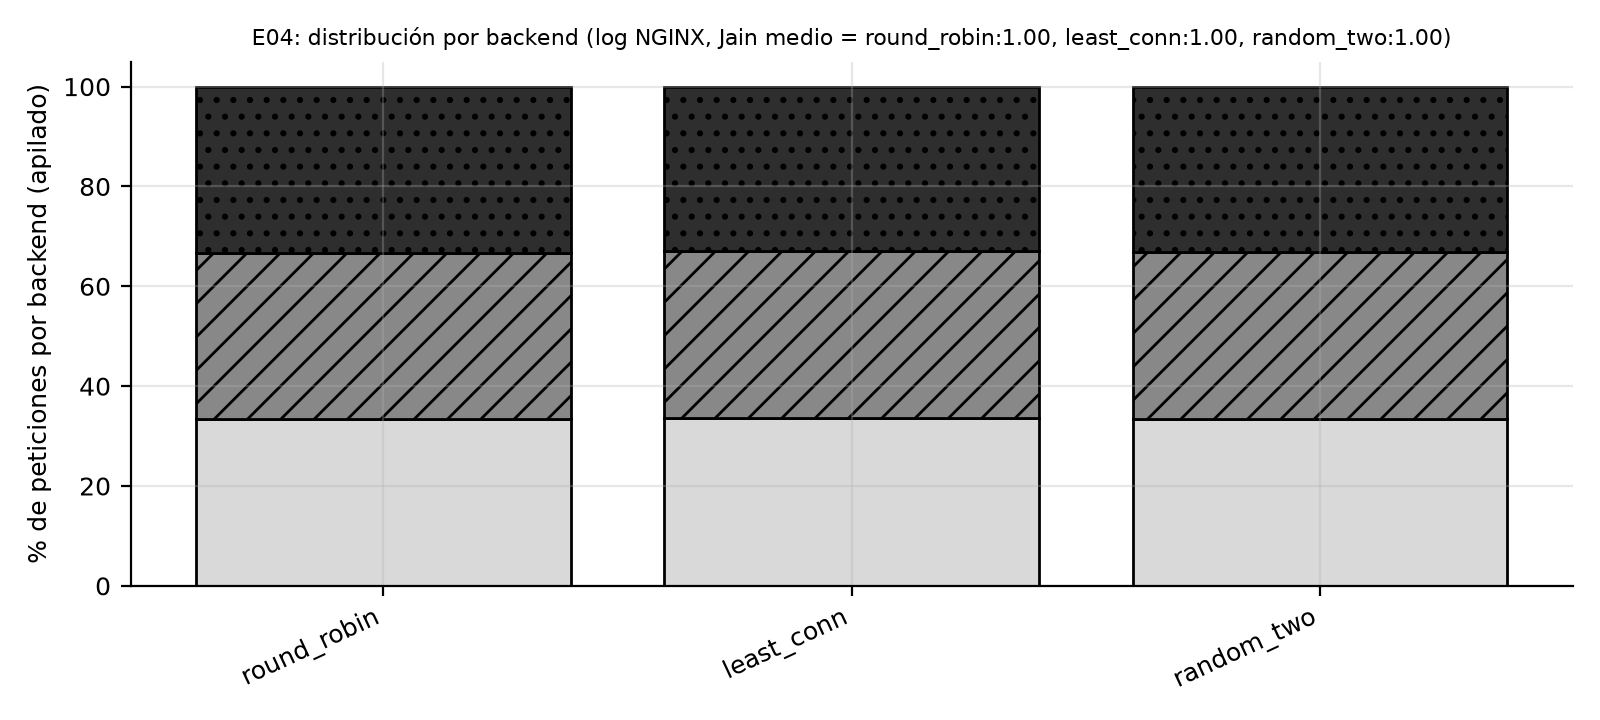 E04: distribución por backend (log NGINX, Jain medio = round_robin:1.00, least_conn:1.00, random_two:1.00)
% de peticiones por backend (apilado)
100
80
60
40
20
0
round_robin
least_conn
random_two